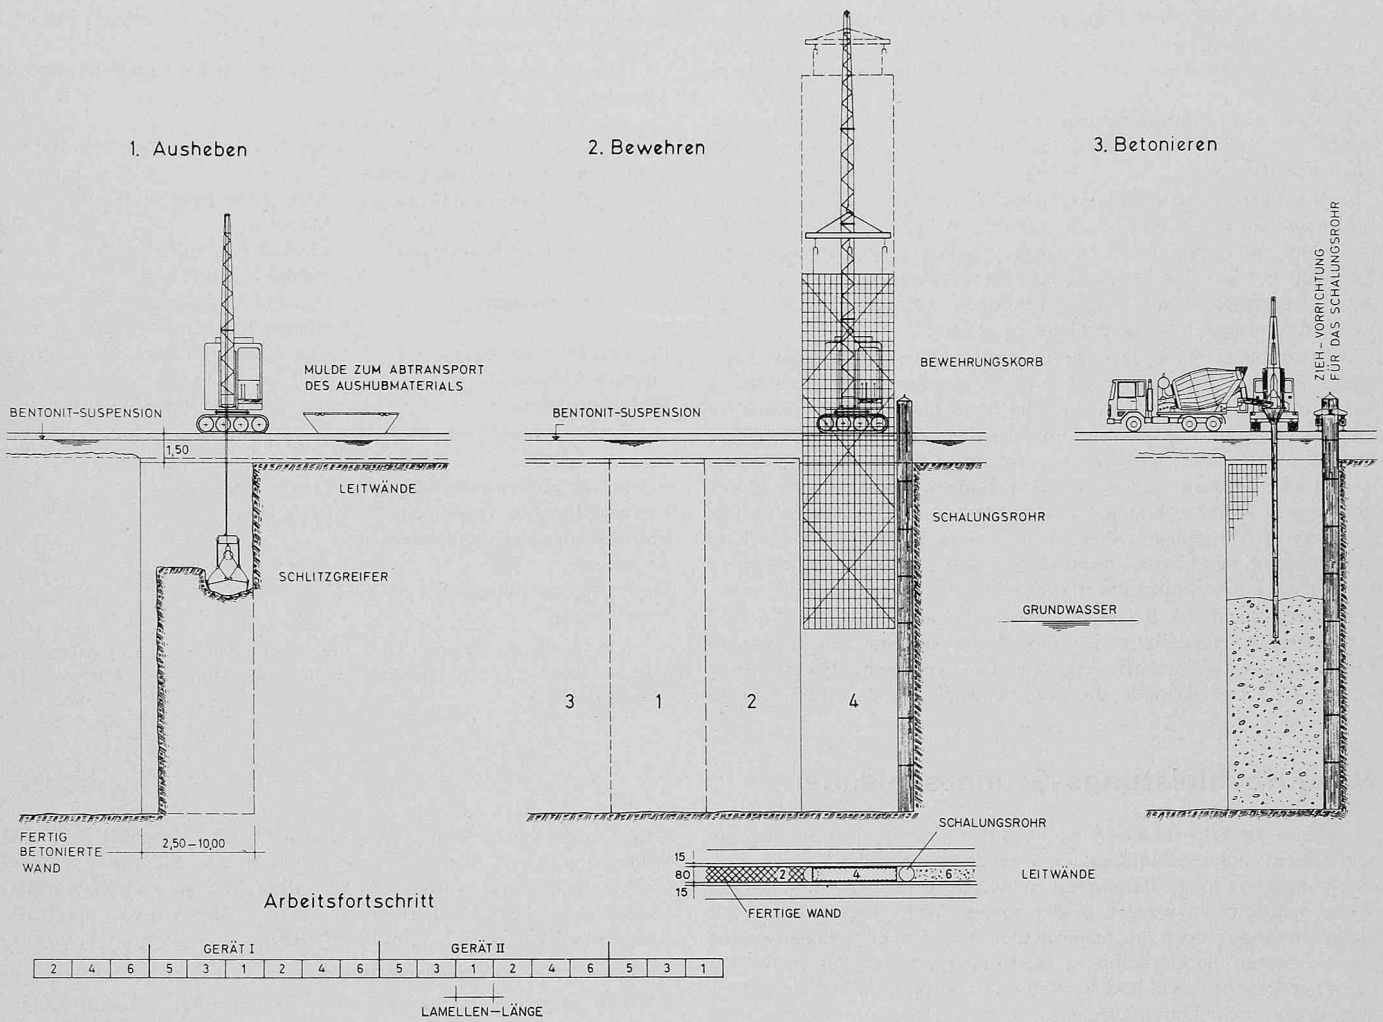 1. Ausheben
2. Bewehren
3. Betonieren
MULDE ZUM ABTRANSPORT
DES AUSHUBMATERIALS
BENTONIT-SUSPENSION
1,50
LEITWÄNDE
SCHLITZGREIFER
FERTIG
BETONIERTE
WAND
2,50-10,00
BENTONIT-SUSPENSION
BEWEHRUNGSKORB
SCHALUNGSROHR
3
1
2
4
ZIEH-VORRICHTUNG
FÜR DAS SCHALUNGSROHR
GRUNDWASSER
SCHALUNGSROHR
15
80
15
2
4
6
LEITWÄNDE
FERTIGE WAND
Arbeitsfortschritt
GERÄT I GERÄT II
2 4 6 5 3 1 2 4 6 5 3 1 2 4 6 5 3 1
LAMELLEN-LÄNGE